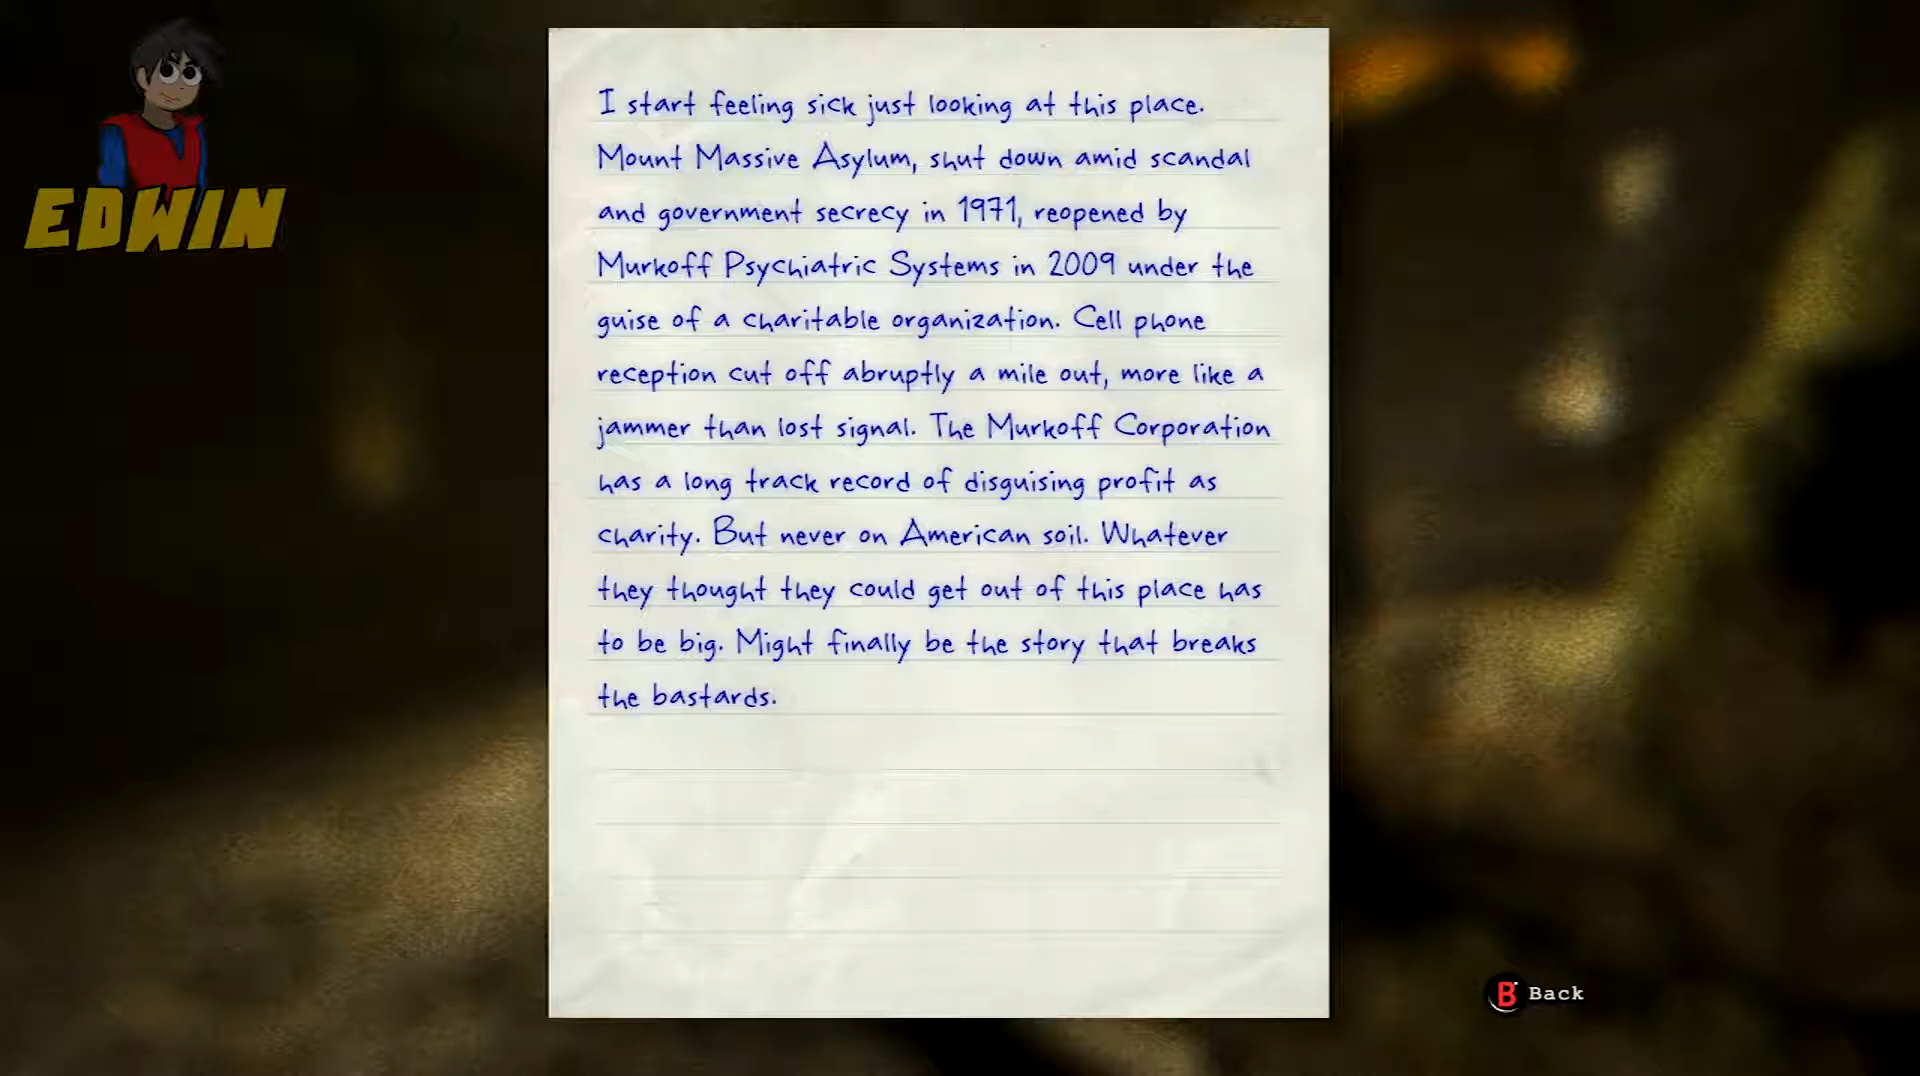 EDWIN
I start feeling sick just looking at this place.
Mount Massive Asylum, shut down amid scandal
and government secrecy in 1971, reopened by
Murkoff Psychiatric Systems in 2009 under the
guise of a charitable organization. Cell phone
reception cut off abruptly a mile out, more like a
jammer than lost signal. The Murkoff Corporation
has a long track record of disguising profit as
charity. But never on American soil. Whatever
they thought they could get out of this place has
to be big. Might finally be the story that breaks
the bastards.
B Back